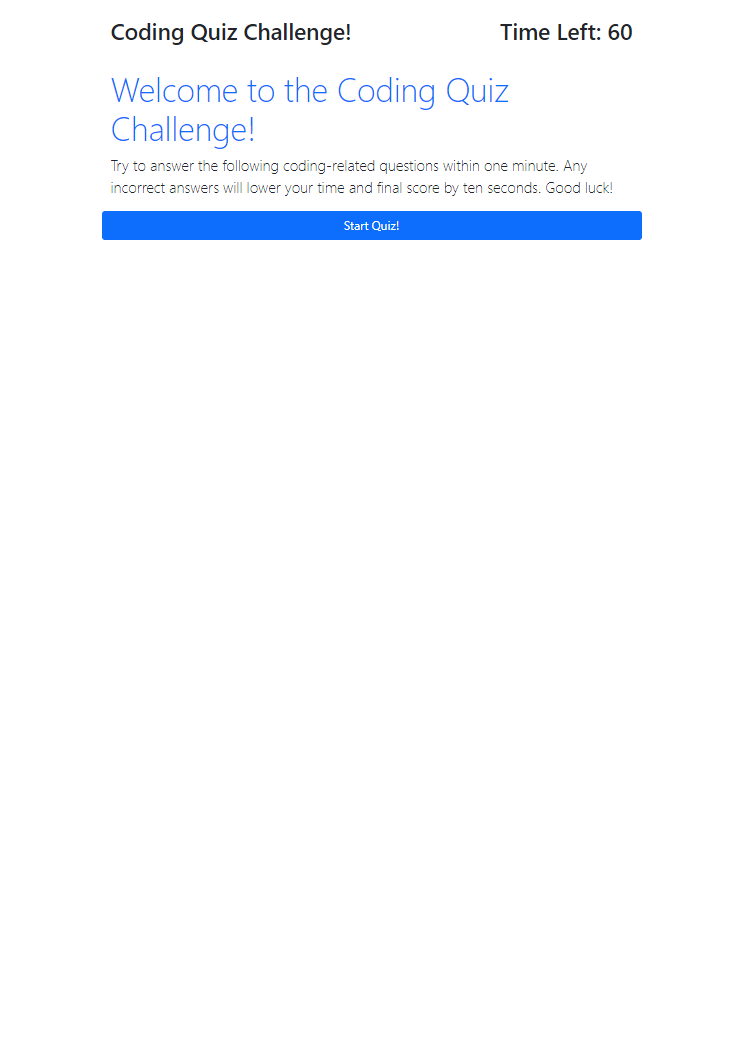 Coding Quiz Challenge!
Time Left: 60
Welcome to the Coding Quiz
Challenge!
Try to answer the following coding-related questions within one minute. Any
incorrect answers will lower your time and final score by ten seconds. Good luck!
Start Quiz!